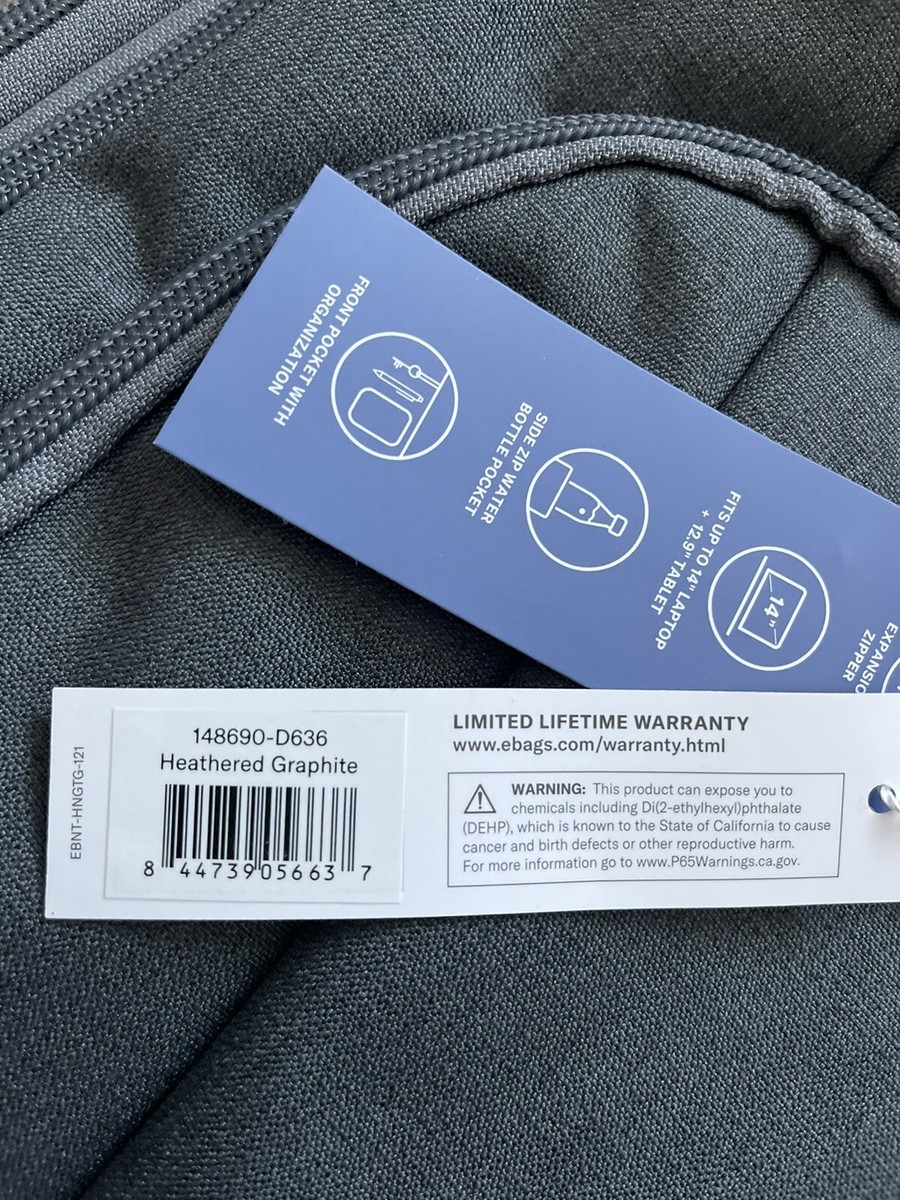 FRONT POCKET WITH
ORGANIZATION
SIDE ZIP WATER
BOTTLE POCKET
FITS UP TO 14" LAPTOP
+ 12.9" TABLET
14"
ZIPPER
EBNT-HNGTG-121
148690-D636
Heathered Graphite
8 44739 05663 7
LIMITED LIFETIME WARRANTY
www.ebags.com/warranty.html
WARNING: This product can expose you to
chemicals including Di(2-ethylhexyl)phthalate
(DEHP), which is known to the State of California to cause
cancer and birth defects or other reproductive harm.
For more information go to www.P65Warnings.ca.gov.